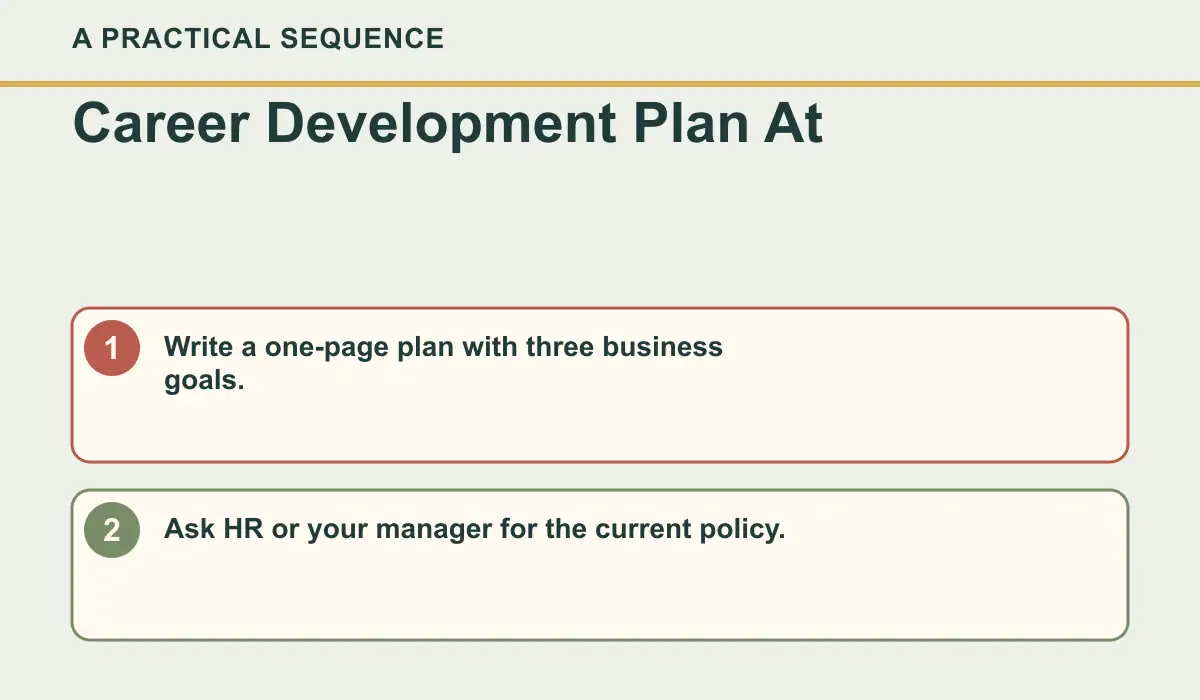 A PRACTICAL SEQUENCE
Career Development Plan At
1
Write a one-page plan with three business
goals.
2
Ask HR or your manager for the current policy.